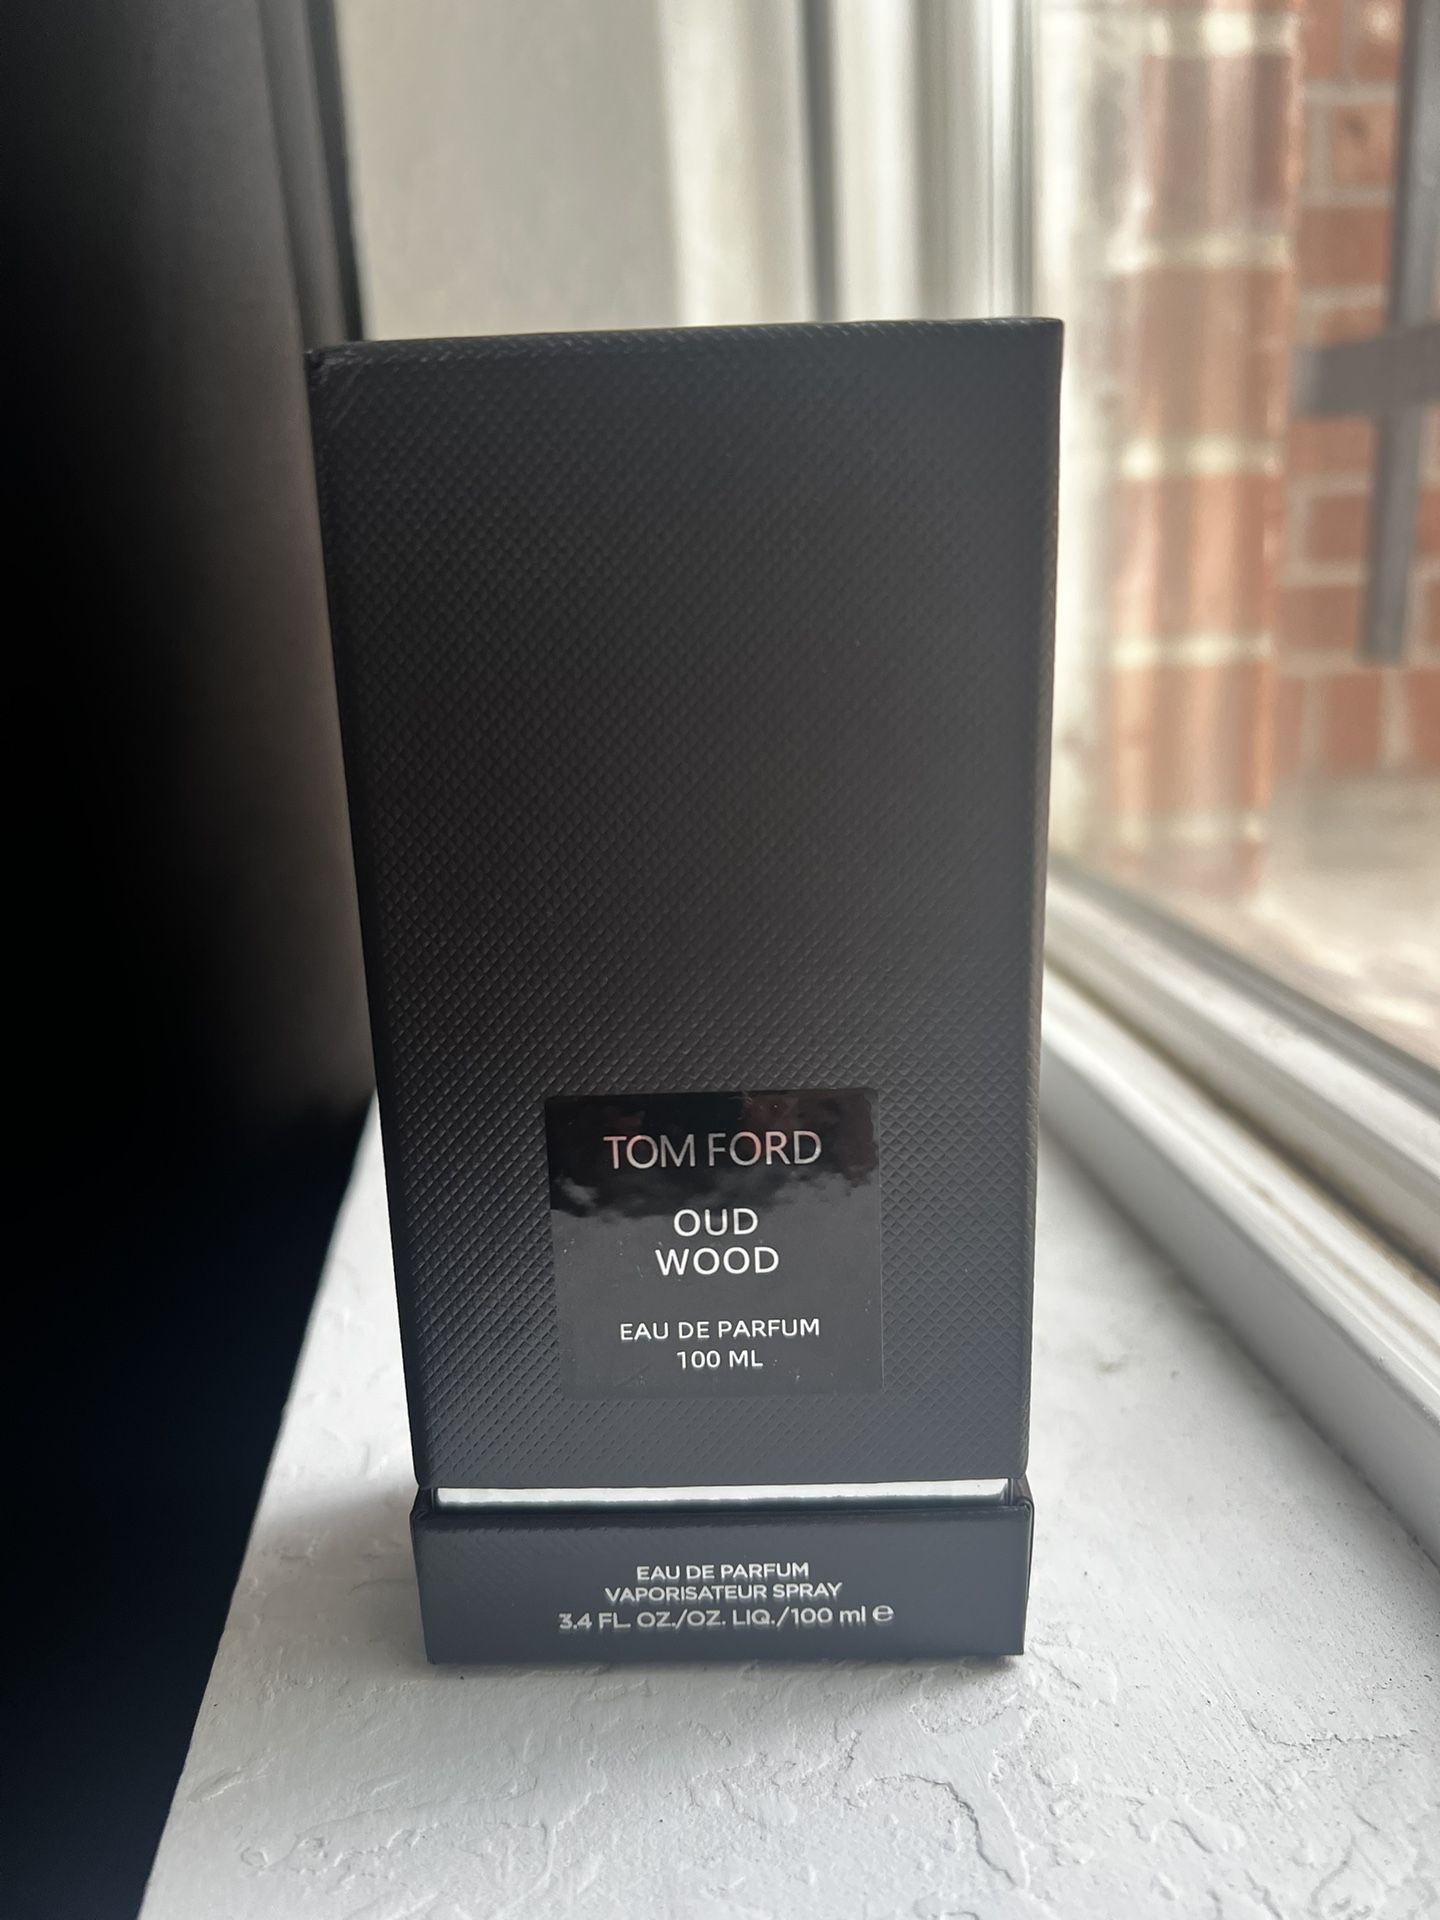 TOM FORD
OUD
WOOD
EAU DE PARFUM
100 ML
EAU DE PARFUM
VAPORISATEUR SPRAY
3.4 FL. OZ./OZ. LIQ./100 ml ℮